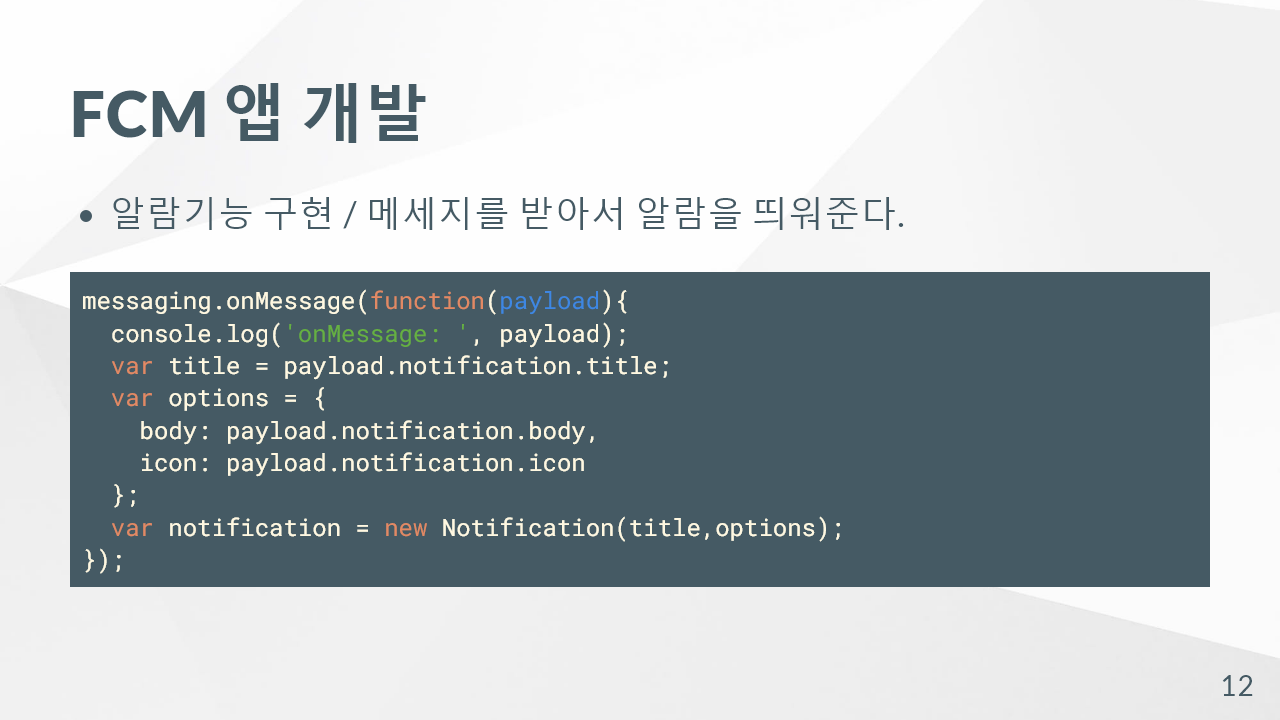 FCM 앱 개발
• 알람기능 구현 / 메세지를 받아서 알람을 띄워준다.
messaging.onMessage(function(payload){
  console.log('onMessage: ', payload);
  var title = payload.notification.title;
  var options = {
    body: payload.notification.body,
    icon: payload.notification.icon
  };
  var notification = new Notification(title,options);
});
12